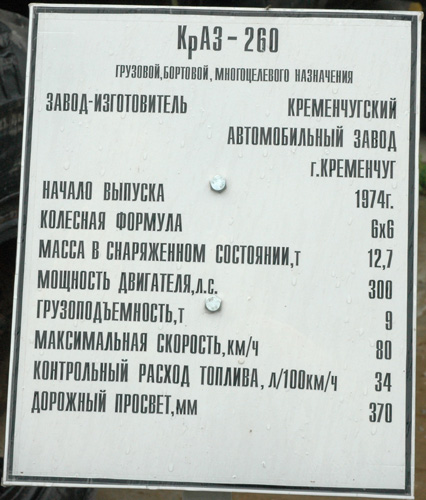 КрАЗ-260
ГРУЗОВОЙ,БОРТОВОЙ, МНОГОЦЕЛЕВОГО НАЗНАЧЕНИЯ
ЗАВОД-ИЗГОТОВИТЕЛЬ КРЕМЕНЧУГСКИЙ
АВТОМОБИЛЬНЫЙ ЗАВОД
г.КРЕМЕНЧУГ
НАЧАЛО ВЫПУСКА 1974г.
КОЛЕСНАЯ ФОРМУЛА 6х6
МАССА В СНАРЯЖЕННОМ СОСТОЯНИИ,т 12,7
МОЩНОСТЬ ДВИГАТЕЛЯ,л.с. 300
ГРУЗОПОДЪЕМНОСТЬ,т 9
МАКСИМАЛЬНАЯ СКОРОСТЬ,км/ч 80
КОНТРОЛЬНЫЙ РАСХОД ТОПЛИВА, л/100км/ч 34
ДОРОЖНЫЙ ПРОСВЕТ,мм 370